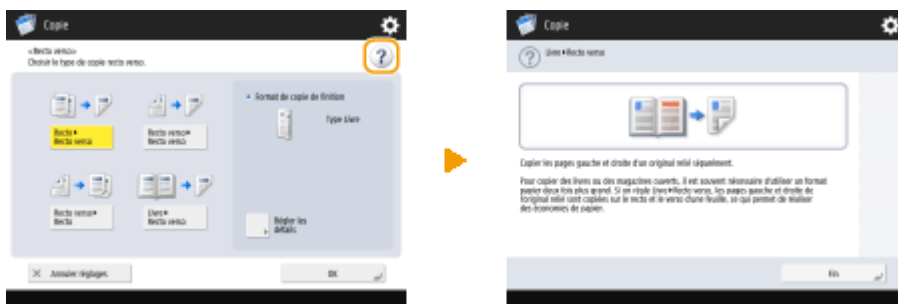 Copie
<Recto verso>
Choisir le type de copie recto verso.
?
Recto▸
Recto verso
Recto verso▸
Recto verso
Format de copie de finition
Type Livre
Recto verso▸
Recto
Livre▸
Recto verso
Régler les
détails
× Annuler réglages
OK
Copie
? Livre▸Recto verso
Copier les pages gauche et droite d'un original relié séparément.
Pour copier des livres ou des magazines ouverts, il est souvent nécessaire d'utiliser un format
papier deux fois plus grand. Si on règle Livre▸Recto verso, les pages gauche et droite de
l'original relié sont copiées sur le recto et le verso d'une feuille, ce qui permet de réaliser
des économies de papier.
Fin